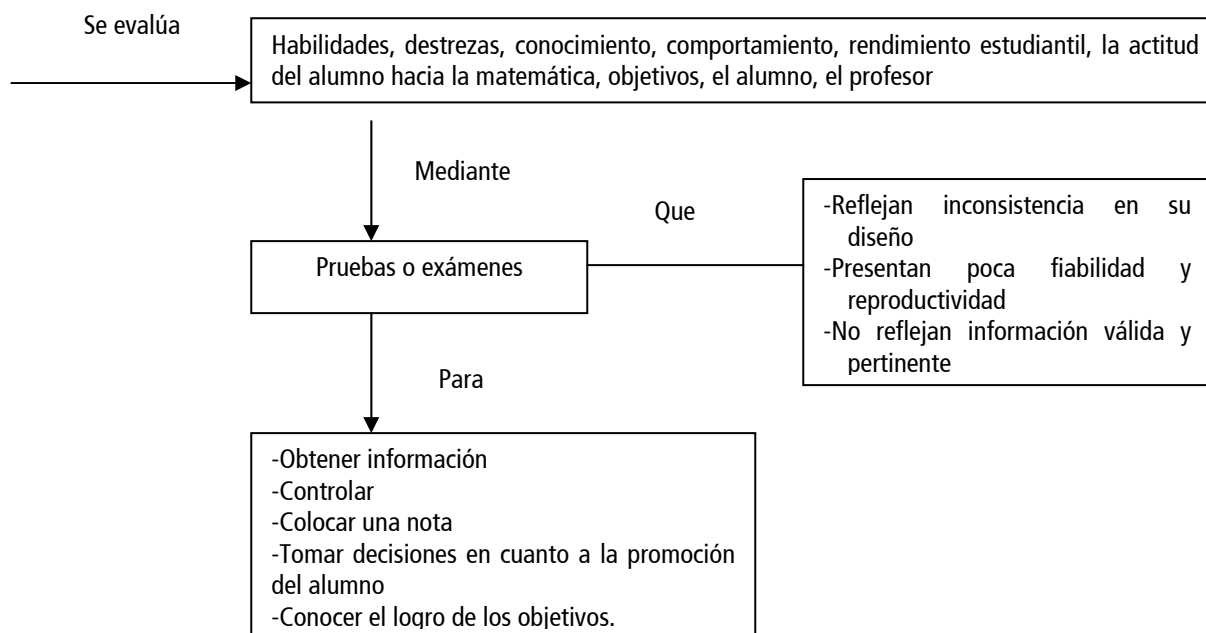 Se evalúa
Habilidades, destrezas, conocimiento, comportamiento, rendimiento estudiantil, la actitud
del alumno hacia la matemática, objetivos, el alumno, el profesor
Mediante
Que
Pruebas o exámenes
-Reflejan inconsistencia en su
diseño
-Presentan poca fiabilidad y
reproductividad
-No reflejan información válida y
pertinente
Para
-Obtener información
-Controlar
-Colocar una nota
-Tomar decisiones en cuanto a la promoción
del alumno
-Conocer el logro de los objetivos.